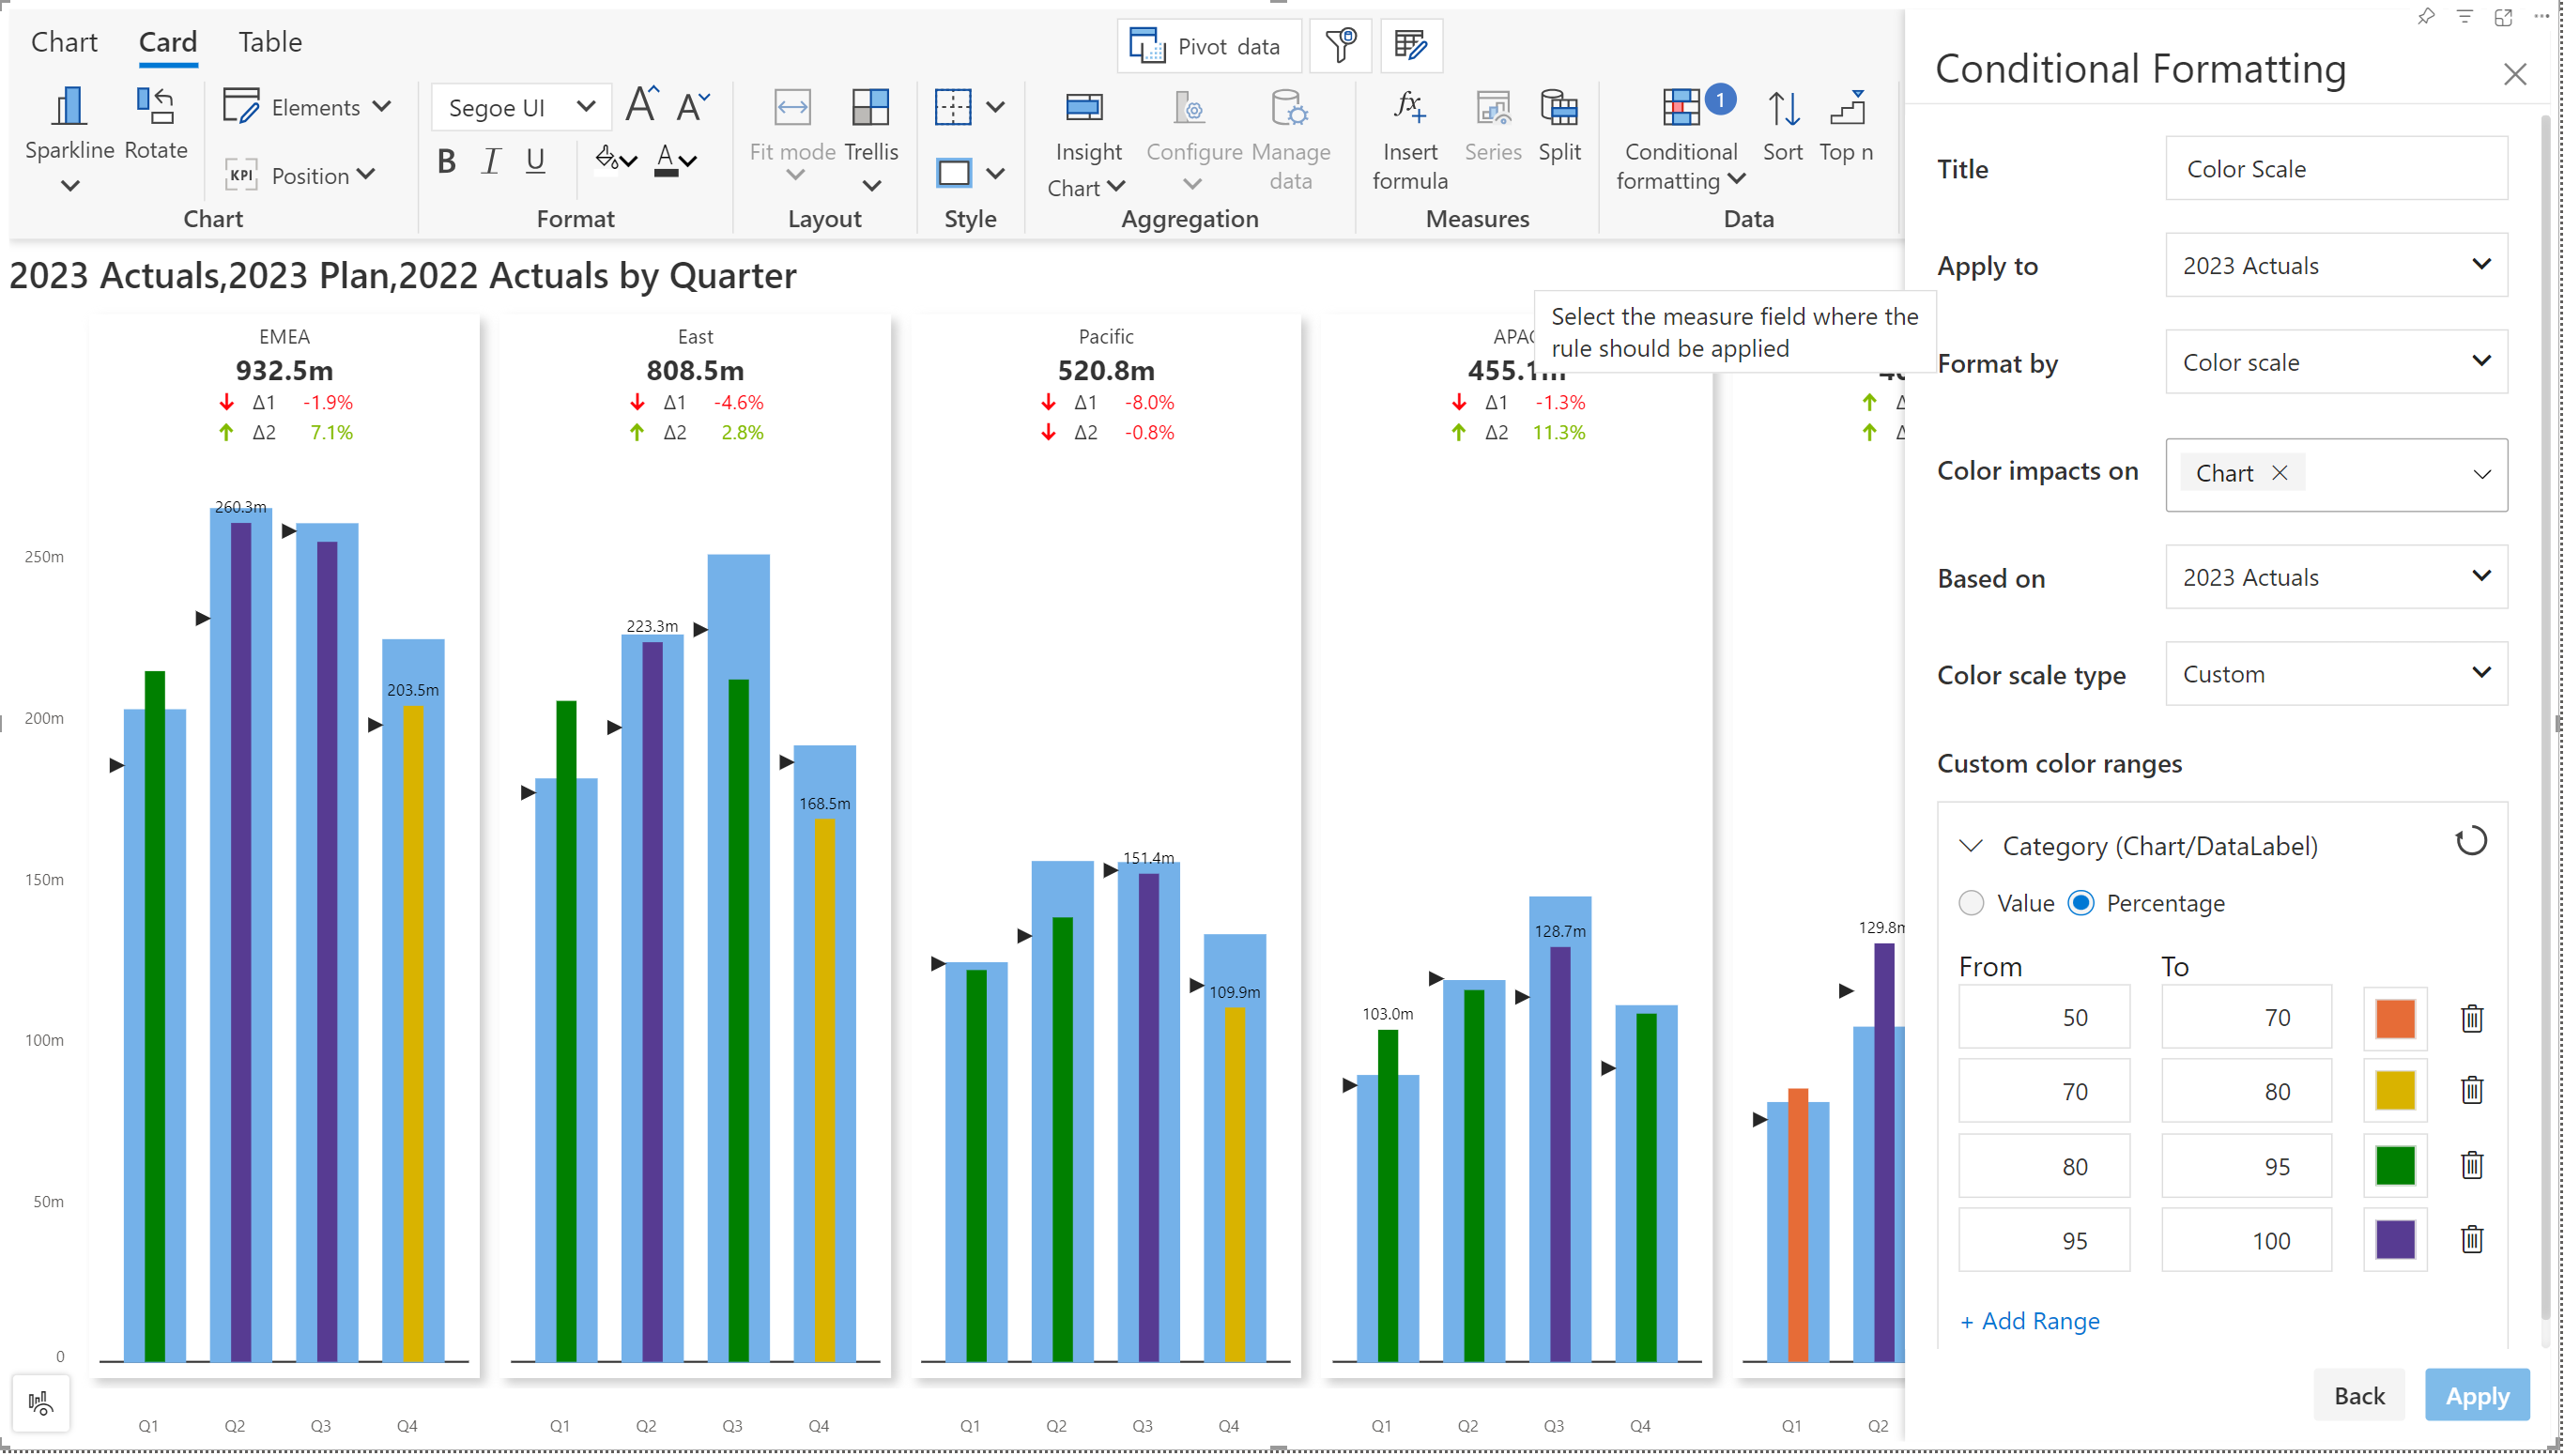 Chart Card Table
Pivot data
Sparkline Rotate
Elements
KPI Position
Chart
Segoe UI A A
B I U A
Format
Fit mode Trellis
Layout
Style
Insight Chart Configure Manage data
Aggregation
fx Insert formula Series Split
Measures
1
Conditional formatting Sort Top n
Data
2023 Actuals,2023 Plan,2022 Actuals by Quarter
Select the measure field where the
rule should be applied
250m
200m
150m
100m
50m
0
EMEA
932.5m
Δ1 -1.9%
Δ2 7.1%
260.3m
203.5m
Q1 Q2 Q3 Q4
East
808.5m
Δ1 -4.6%
Δ2 2.8%
223.3m
168.5m
Q1 Q2 Q3 Q4
Pacific
520.8m
Δ1 -8.0%
Δ2 -0.8%
151.4m
109.9m
Q1 Q2 Q3 Q4
Δ1 -1.3%
Δ2 11.3%
103.0m
128.7m
Q1 Q2 Q3 Q4
Q1 Q2
Conditional Formatting
Title Color Scale
Apply to 2023 Actuals
Format by Color scale
Color impacts on Chart
Based on 2023 Actuals
Color scale type Custom
Custom color ranges
Category (Chart/DataLabel)
Value Percentage
From To
50 70
70 80
80 95
95 100
+ Add Range
Back Apply